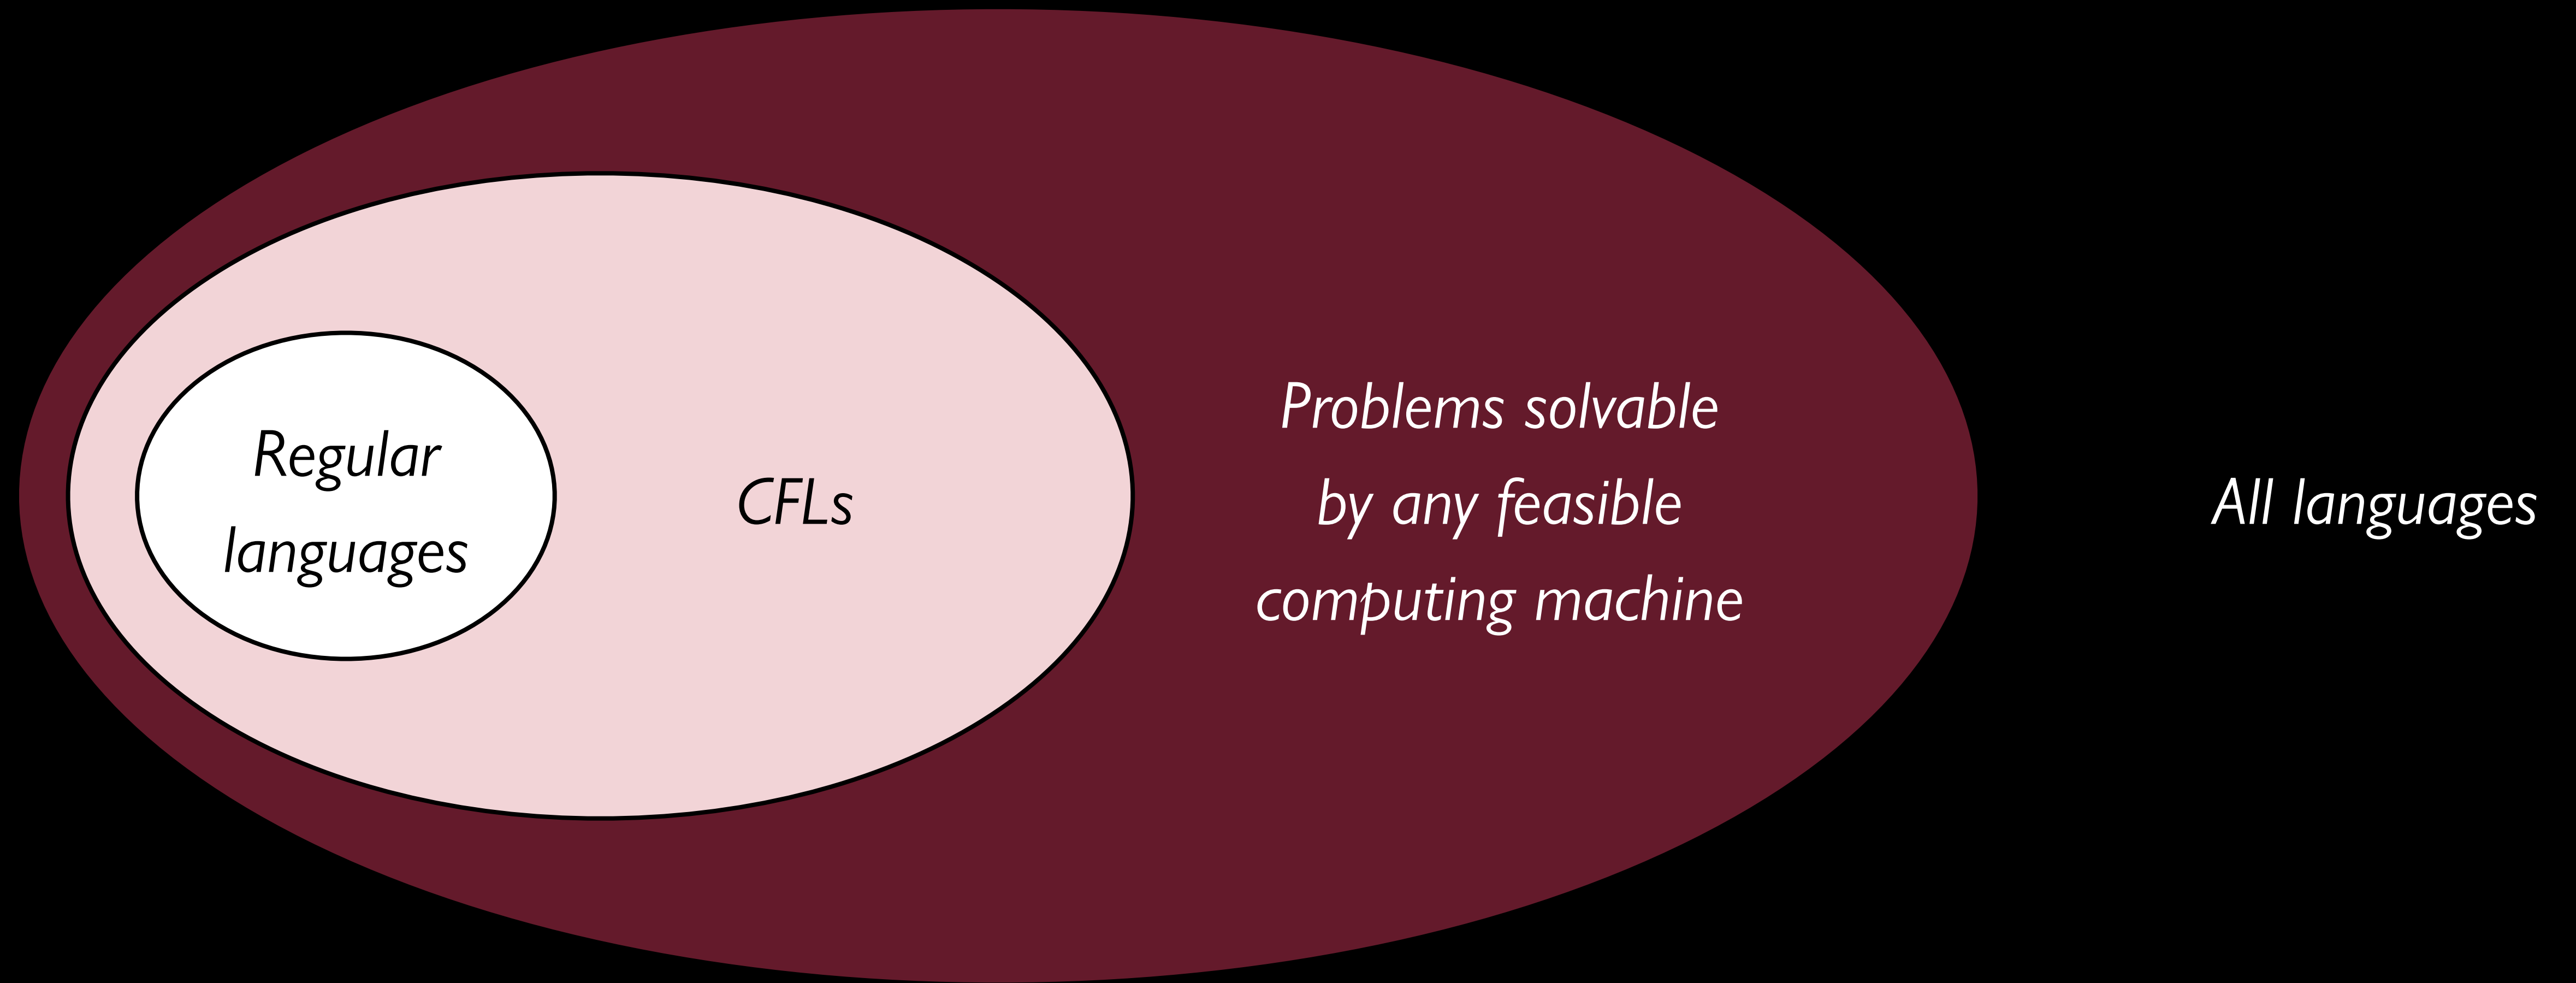 Regular
languages
CFLs
Problems solvable
by any feasible
computing machine
All languages